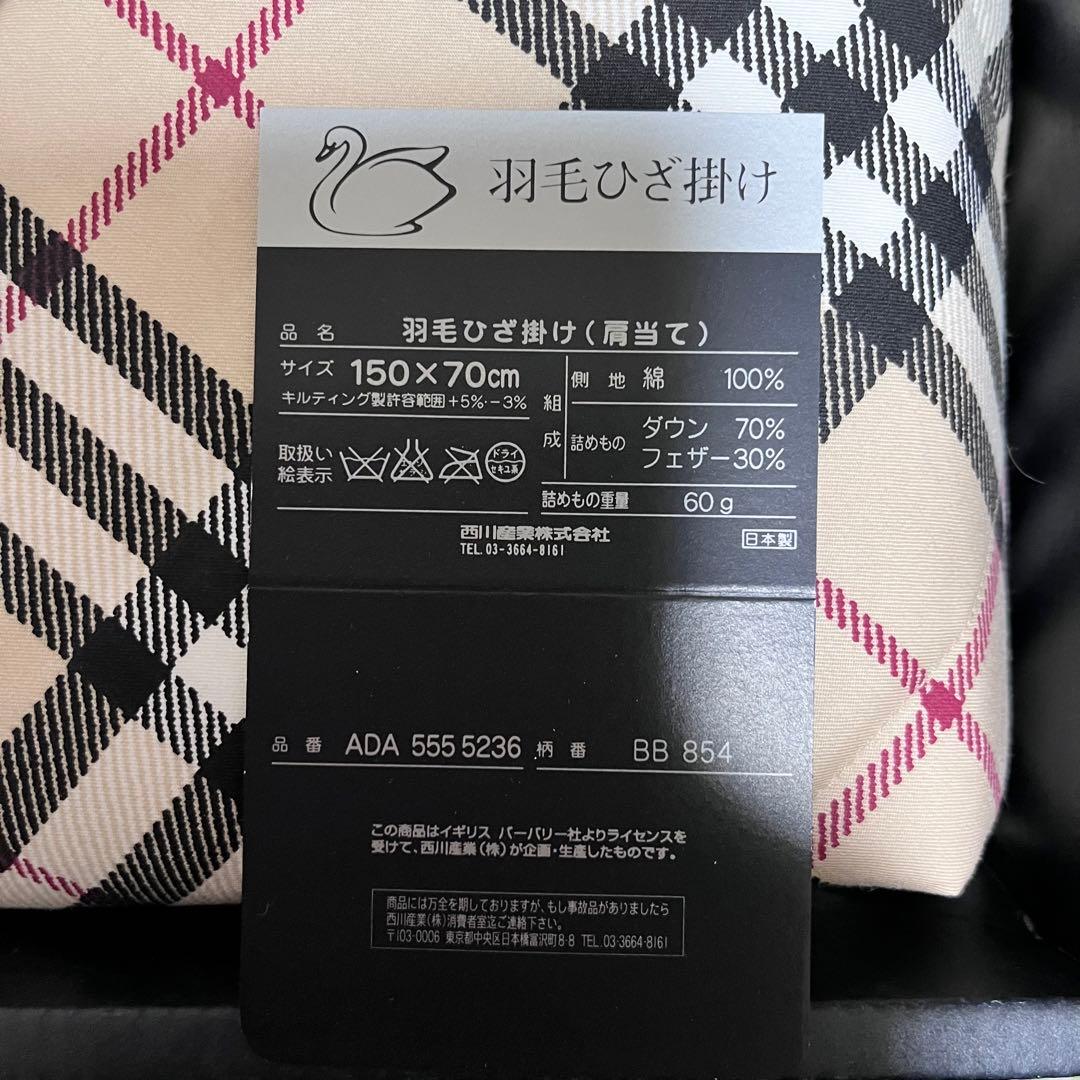 羽毛ひざ掛け
品名 羽毛ひざ掛け(肩当て)
サイズ 150×70cm
キルティング製許容範囲+5%・-3%
取扱い
絵表示
ドライ
セキユ系
組成
側地 綿 100%
詰めもの
ダウン 70%
フェザー30%
詰めもの重量 60g
西川産業株式会社
TEL.03-3664-8161
日本製
品番 ADA 555 5236 柄番 BB 854
この商品はイギリス バーバリー社よりライセンスを
受けて、西川産業(株)が企画・生産したものです。
商品には万全を期しておりますが、もし事故品がありましたら
西川産業(株)消費者室迄ご連絡下さい。
〒103-0006 東京都中央区日本橋富沢町8-8 TEL.03-3664-8161